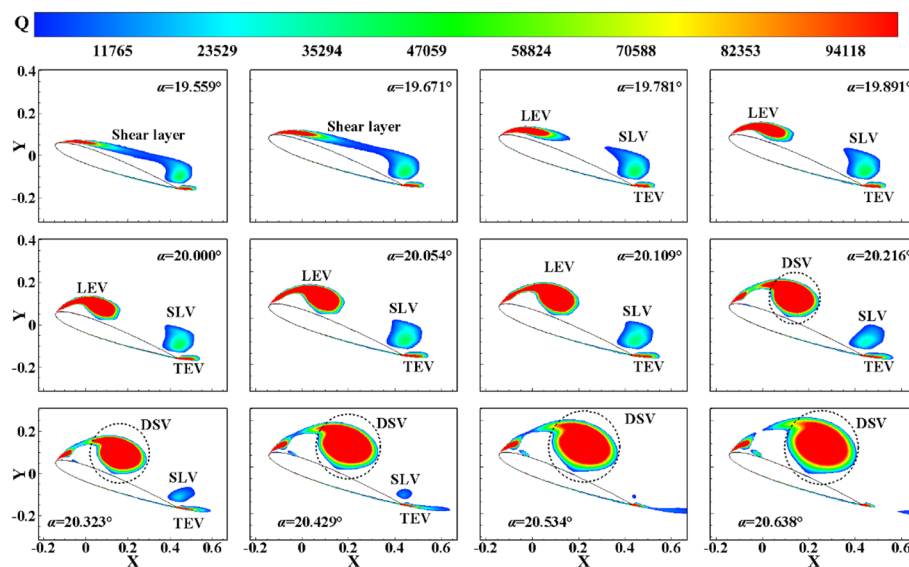 Q
11765 23529 35294 47059 58824 70588 82353 94118
0.4 α=19.559° α=19.671° α=19.781° α=19.891°
0.2 Shear layer Shear layer LEV SLV LEV SLV
Y 0
-0.2 TEV TEV
0.4 α=20.000° α=20.054° α=20.109° α=20.216°
0.2 LEV SLV LEV SLV LEV SLV DSV SLV
Y 0
-0.2 TEV TEV TEV TEV
0.2 DSV DSV DSV DSV
Y 0 SLV SLV
-0.2 α=20.323° TEV α=20.429° TEV α=20.534° α=20.638°
-0.2 0 0.2 0.4 0.6 -0.2 0 0.2 0.4 0.6 -0.2 0 0.2 0.4 0.6 -0.2 0 0.2 0.4 0.6
X X X X